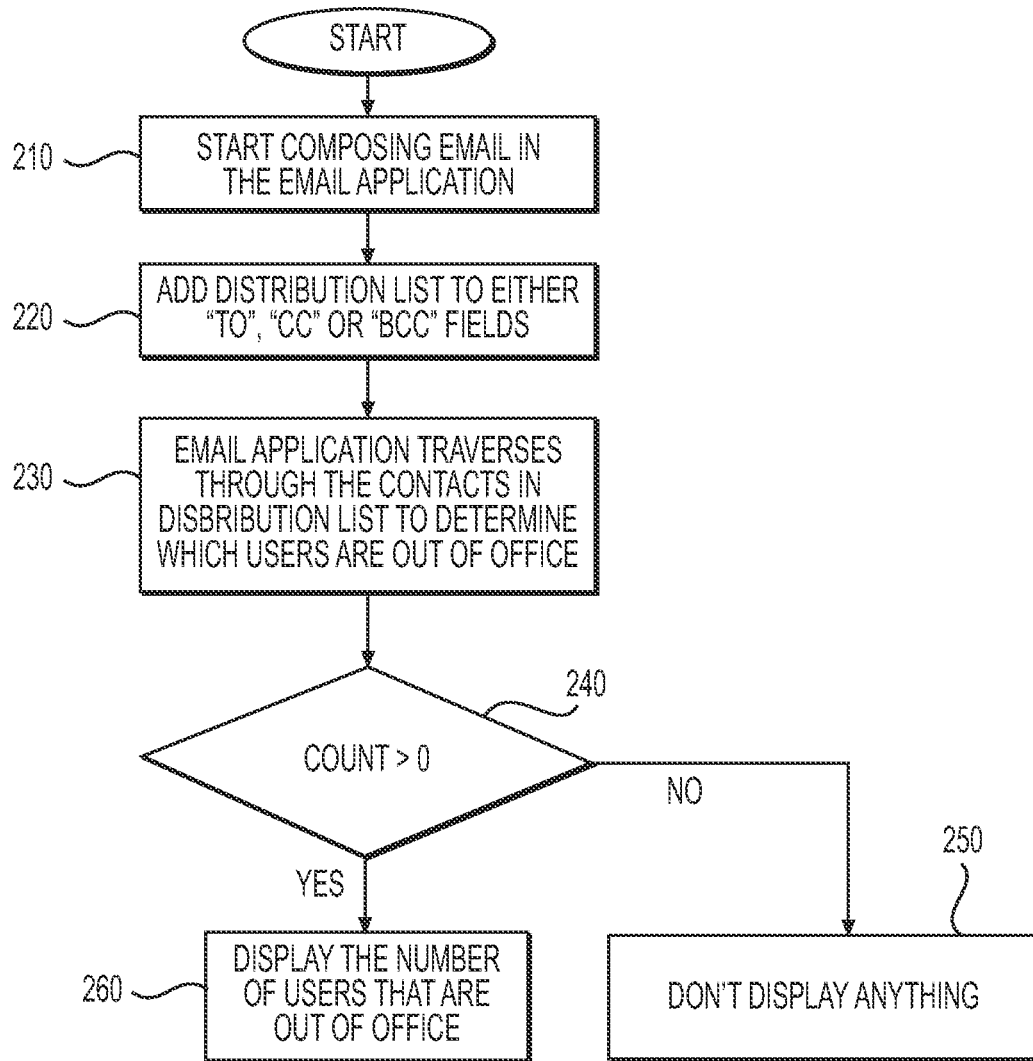 START
210
START COMPOSING EMAIL IN
THE EMAIL APPLICATION
220
ADD DISTRIBUTION LIST TO EITHER
“TO”, “CC” OR “BCC” FIELDS
230
EMAIL APPLICATION TRAVERSES
THROUGH THE CONTACTS IN
DISBRIBUTION LIST TO DETERMINE
WHICH USERS ARE OUT OF OFFICE
240
COUNT > 0
NO
YES
250
260
DISPLAY THE NUMBER
OF USERS THAT ARE
OUT OF OFFICE
DON'T DISPLAY ANYTHING